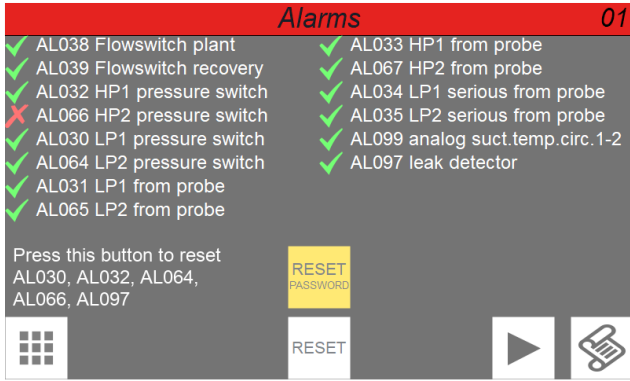 Alarms 01
AL038 Flowswitch plant
AL039 Flowswitch recovery
AL032 HP1 pressure switch
AL066 HP2 pressure switch
AL030 LP1 pressure switch
AL064 LP2 pressure switch
AL031 LP1 from probe
AL065 LP2 from probe
AL033 HP1 from probe
AL067 HP2 from probe
AL034 LP1 serious from probe
AL035 LP2 serious from probe
AL099 analog suct.temp.circ.1-2
AL097 leak detector
Press this button to reset
AL030, AL032, AL064,
AL066, AL097
RESET
PASSWORD
RESET